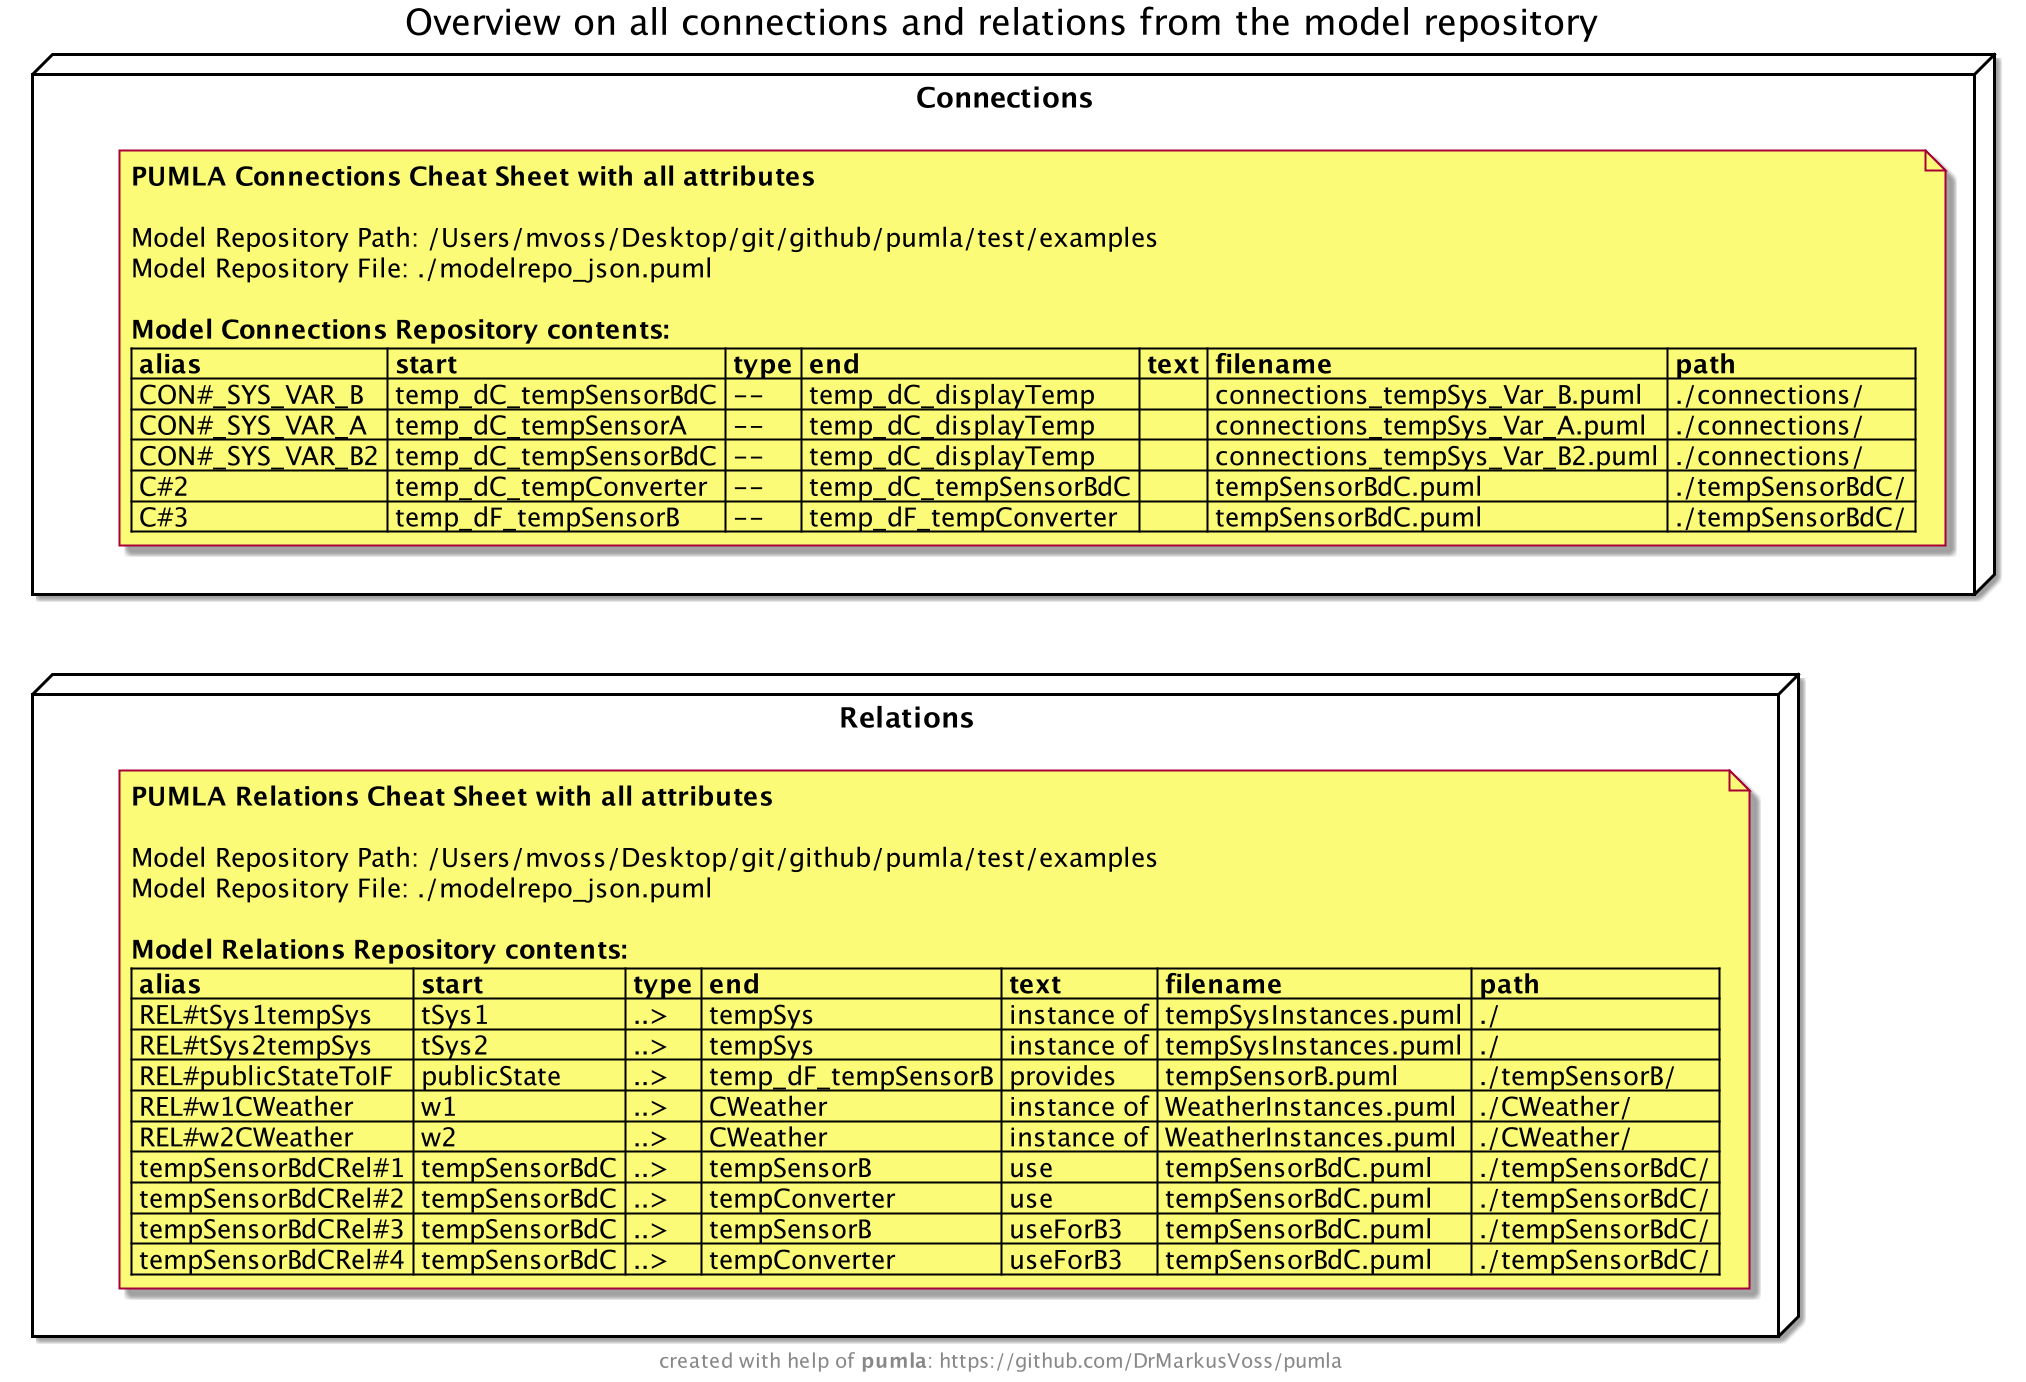 Overview on all connections and relations from the model repository
Connections
PUMLA Connections Cheat Sheet with all attributes
Model Repository Path: /Users/mvoss/Desktop/git/github/pumla/test/examples
Model Repository File: ./modelrepo_json.puml
Model Connections Repository contents:
alias start type end text filename path
CON#_SYS_VAR_B temp_dC_tempSensorBdC -- temp_dC_displayTemp connections_tempSys_Var_B.puml ./connections/
CON#_SYS_VAR_A temp_dC_tempSensorA -- temp_dC_displayTemp connections_tempSys_Var_A.puml ./connections/
CON#_SYS_VAR_B2 temp_dC_tempSensorBdC -- temp_dC_displayTemp connections_tempSys_Var_B2.puml ./connections/
C#2 temp_dC_tempConverter -- temp_dC_tempSensorBdC tempSensorBdC.puml ./tempSensorBdC/
C#3 temp_dF_tempSensorB -- temp_dF_tempConverter tempSensorBdC.puml ./tempSensorBdC/
Relations
PUMLA Relations Cheat Sheet with all attributes
Model Repository Path: /Users/mvoss/Desktop/git/github/pumla/test/examples
Model Repository File: ./modelrepo_json.puml
Model Relations Repository contents:
alias start type end text filename path
REL#tSys1tempSys tSys1 ..> tempSys instance of tempSysInstances.puml ./
REL#tSys2tempSys tSys2 ..> tempSys instance of tempSysInstances.puml ./
REL#publicStateToIF publicState ..> temp_dF_tempSensorB provides tempSensorB.puml ./tempSensorB/
REL#w1CWeather w1 ..> CWeather instance of WeatherInstances.puml ./CWeather/
REL#w2CWeather w2 ..> CWeather instance of WeatherInstances.puml ./CWeather/
tempSensorBdCRel#1 tempSensorBdC ..> tempSensorB use tempSensorBdC.puml ./tempSensorBdC/
tempSensorBdCRel#2 tempSensorBdC ..> tempConverter use tempSensorBdC.puml ./tempSensorBdC/
tempSensorBdCRel#3 tempSensorBdC ..> tempSensorB useForB3 tempSensorBdC.puml ./tempSensorBdC/
tempSensorBdCRel#4 tempSensorBdC ..> tempConverter useForB3 tempSensorBdC.puml ./tempSensorBdC/
created with help of pumla: https://github.com/DrMarkusVoss/pumla